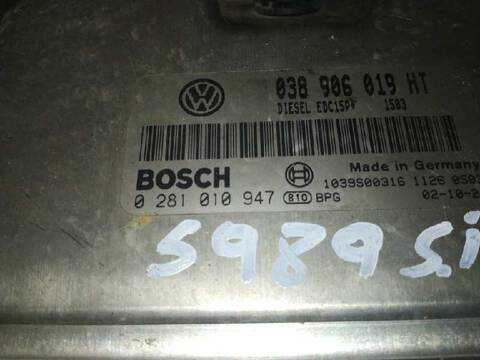 038 906 019 HT
DIESEL EDC15P+ 1503
Made in Germany
BOSCH
1039S00316 1126
0 281 010 947 B10 BPG 02-10-2
5989 S.i